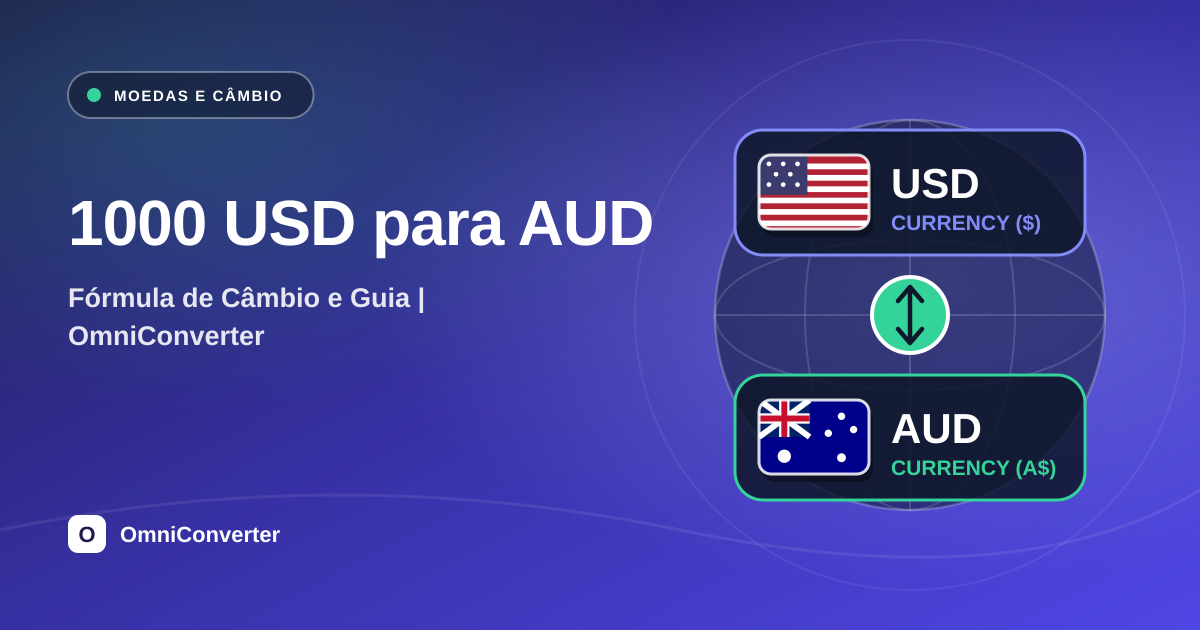 MOEDAS E CÂMBIO
1000 USD para AUD
Fórmula de Câmbio e Guia |
OmniConverter
USD
CURRENCY ($)
AUD
CURRENCY (A$)
O OmniConverter